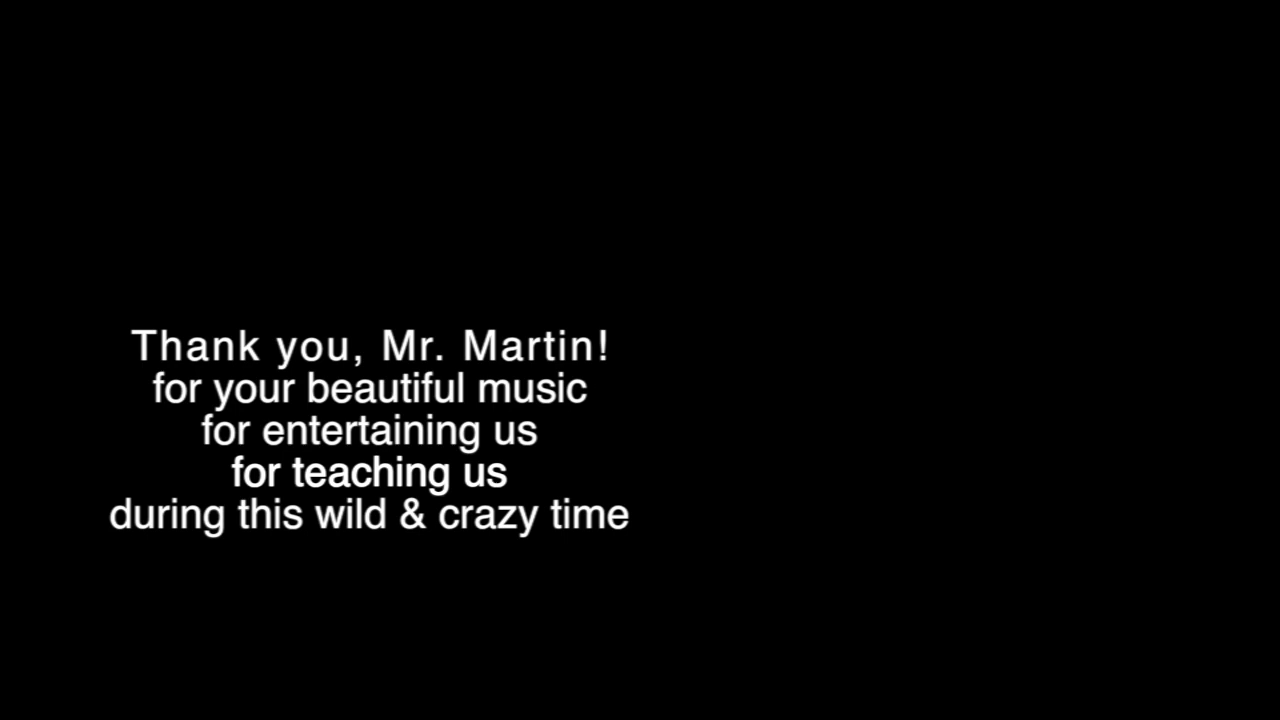 Thank you, Mr. Martin!
for your beautiful music
for entertaining us
for teaching us
during this wild & crazy time